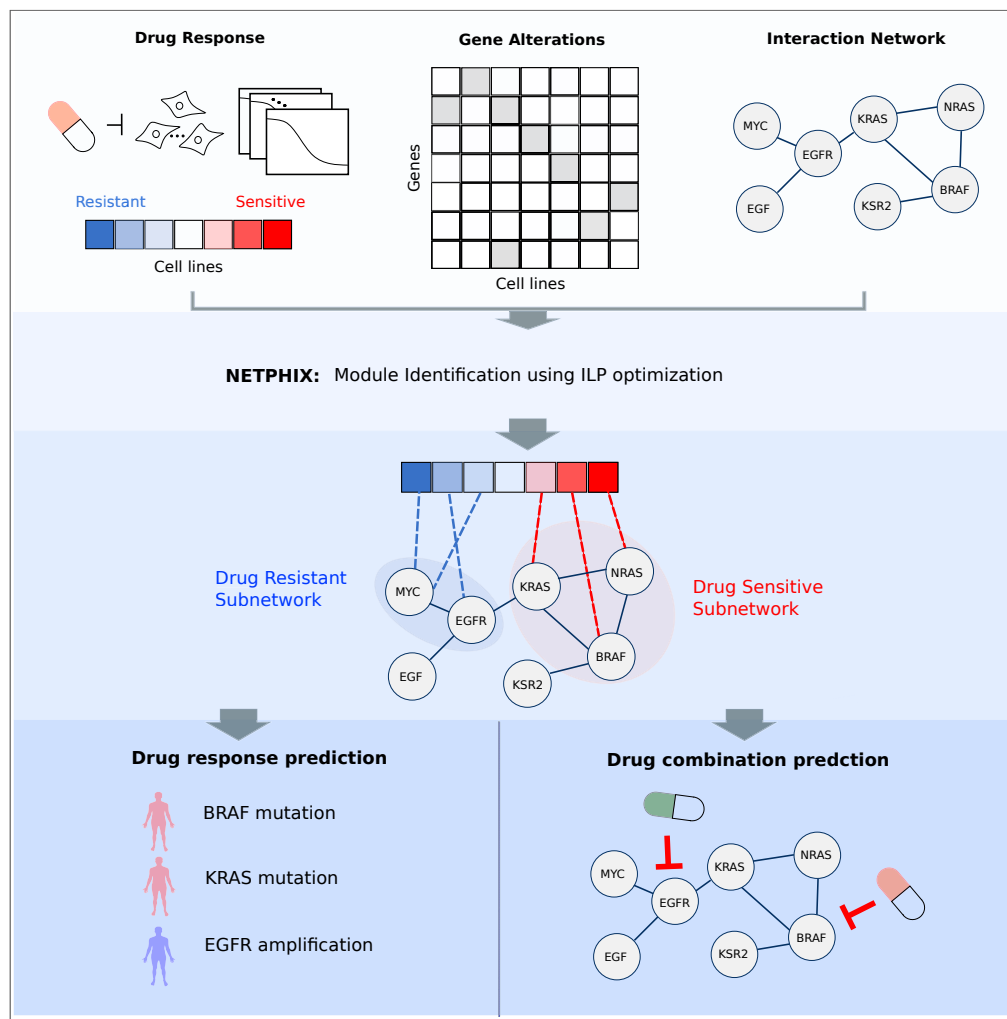 Drug Response
Gene Alterations
Interaction Network
Resistant
Sensitive
Cell lines
Genes
Cell lines
MYC
EGFR
EGF
KRAS
NRAS
KSR2
BRAF
NETPHIX: Module Identification using ILP optimization
Drug Resistant
Subnetwork
MYC
EGFR
EGF
KRAS
NRAS
BRAF
KSR2
Drug Sensitive
Subnetwork
Drug response prediction
BRAF mutation
KRAS mutation
EGFR amplification
Drug combination predction
MYC
EGFR
EGF
KRAS
NRAS
BRAF
KSR2